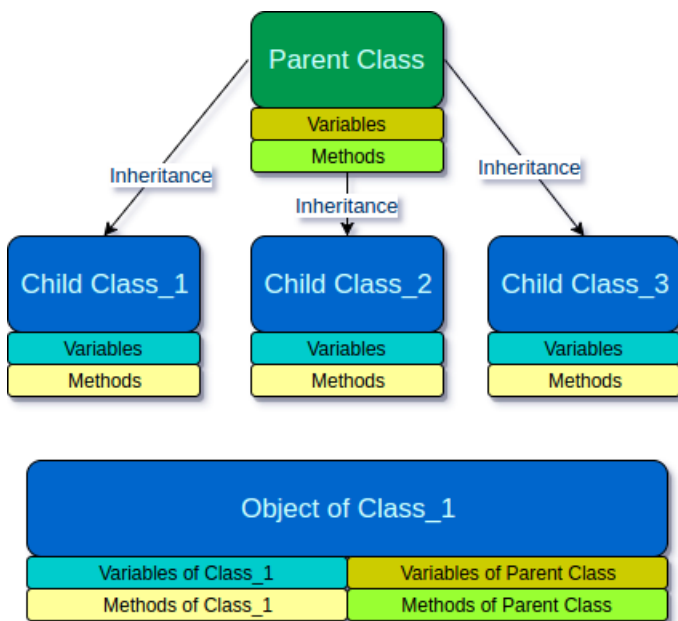 Parent Class
Variables
Methods
Inheritance
Inheritance
Inheritance
Child Class_1
Variables
Methods
Child Class_2
Variables
Methods
Child Class_3
Variables
Methods
Object of Class_1
Variables of Class_1
Variables of Parent Class
Methods of Class_1
Methods of Parent Class